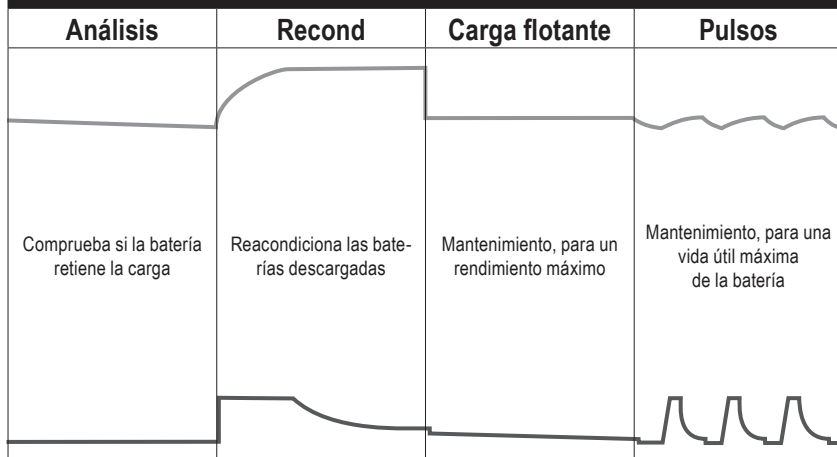 Análisis
Recond
Carga flotante
Pulsos
Comprueba si la batería
retiene la carga
Reacondiciona las bate-
rías descargadas
Mantenimiento, para un
rendimiento máximo
Mantenimiento, para una
vida útil máxima
de la batería